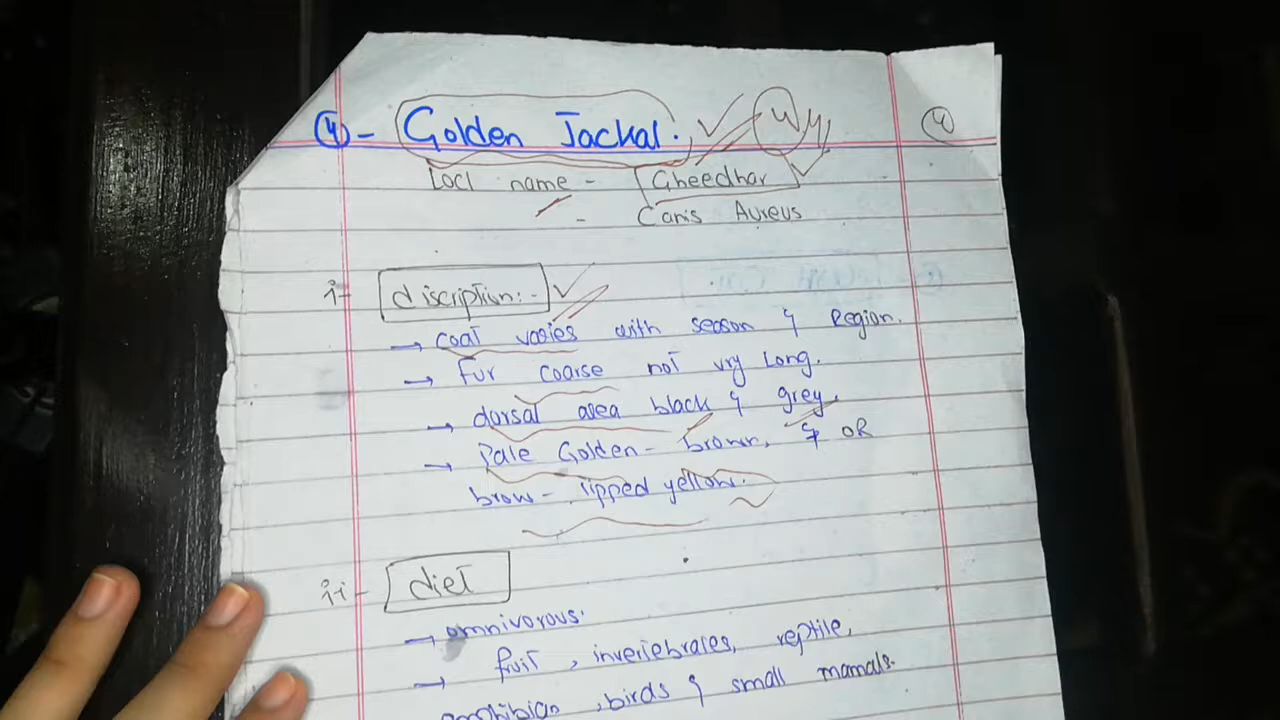 4 - Golden Jackal.
4
Locl name - Gheedhar
- Canis Aureus
i- discription:-
→ coat varies with season & Region.
→ Fur coarse not vry Long.
→ dorsal area black & grey.
→ Pale Golden - brown, & OR
brow - tipped yellow.
ii- diet
→ omnivorous.
→ fruit, invertebrates, reptile,
amphibian, birds & small mamals.